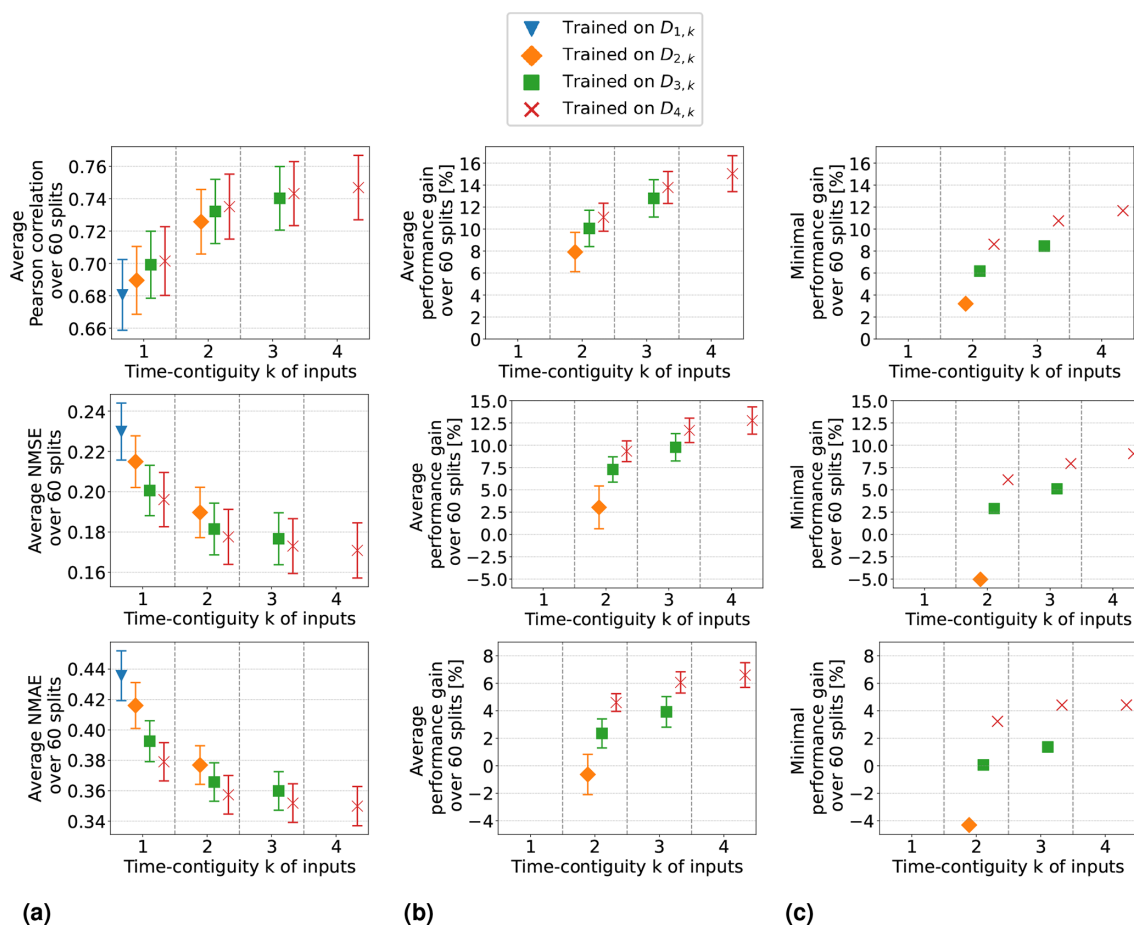 Trained on D1,k
Trained on D2,k
Trained on D3,k
Trained on D4,k
Average
Pearson correlation
over 60 splits
0.76
0.74
0.72
0.70
0.68
0.66
1 2 3 4
Time-contiguity k of inputs
Average
performance gain
over 60 splits [%]
16
14
12
10
8
6
4
2
0
1 2 3 4
Time-contiguity k of inputs
Minimal
performance gain
over 60 splits [%]
16
14
12
10
8
6
4
2
0
1 2 3 4
Time-contiguity k of inputs
Average NMSE
over 60 splits
0.24
0.22
0.20
0.18
0.16
1 2 3 4
Time-contiguity k of inputs
Average
performance gain
over 60 splits [%]
15.0
12.5
10.0
7.5
5.0
2.5
0.0
−2.5
−5.0
1 2 3 4
Time-contiguity k of inputs
Minimal
performance gain
over 60 splits [%]
15.0
12.5
10.0
7.5
5.0
2.5
0.0
−2.5
−5.0
1 2 3 4
Time-contiguity k of inputs
Average NMAE
over 60 splits
0.44
0.42
0.40
0.38
0.36
0.34
1 2 3 4
Time-contiguity k of inputs
Average
performance gain
over 60 splits [%]
8
6
4
2
0
−2
−4
1 2 3 4
Time-contiguity k of inputs
Minimal
performance gain
over 60 splits [%]
8
6
4
2
0
−2
−4
1 2 3 4
Time-contiguity k of inputs
(a) (b) (c)